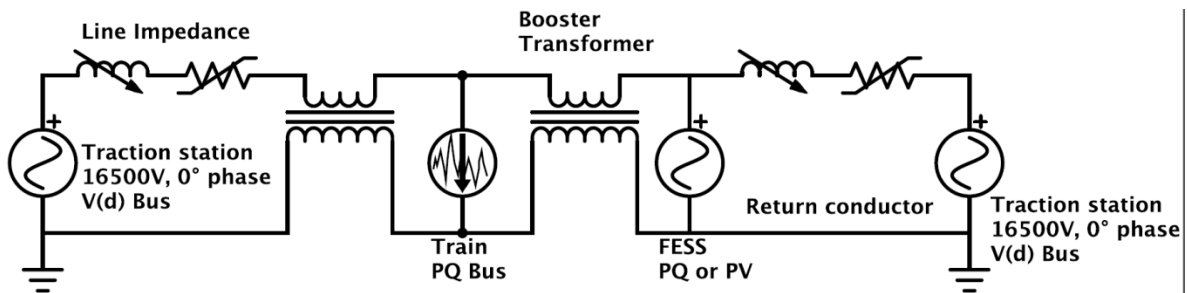 Line Impedance
Booster
Transformer
+
Traction station
16500V, 0° phase
V(d) Bus
Train
PQ Bus
+
FESS
PQ or PV
Return conductor
+
Traction station
16500V, 0° phase
V(d) Bus